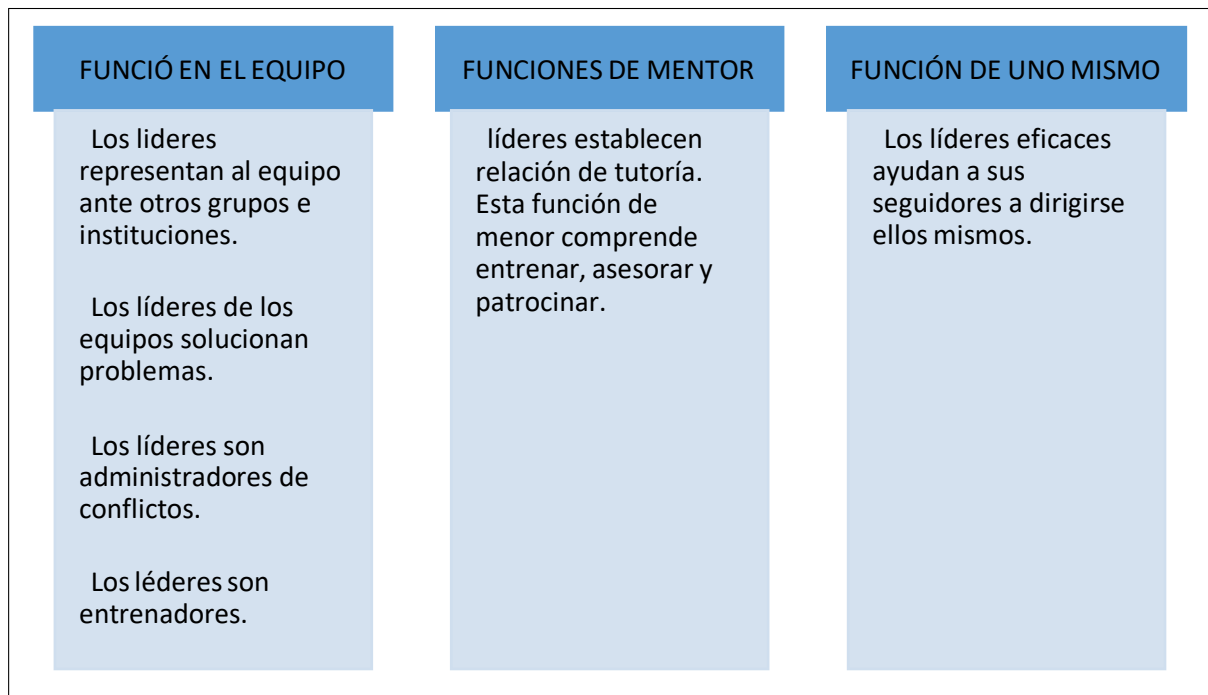 FUNCIÓ EN EL EQUIPO
Los lideres
representan al equipo
ante otros grupos e
instituciones.
Los líderes de los
equipos solucionan
problemas.
Los líderes son
administradores de
conflictos.
Los léderes son
entrenadores.
FUNCIONES DE MENTOR
líderes establecen
relación de tutoría.
Esta función de
menor comprende
entrenar, asesorar y
patrocinar.
FUNCIÓN DE UNO MISMO
Los líderes eficaces
ayudan a sus
seguidores a dirigirse
ellos mismos.